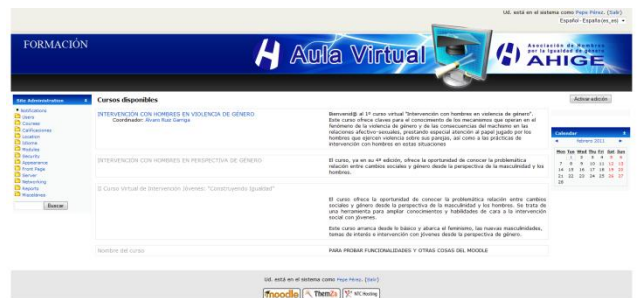 Ud. está en el sistema como Pepe Pérez. (Salir)
Español - España (es_es)
FORMACIÓN
Aula Virtual
Asociación de Hombres
por la igualdad de género
AHIGE
Site Administration
Notifications
Users
Courses
Calificaciones
Location
Idioma
Modules
Security
Appearance
Front Page
Server
Networking
Reports
Miscellanea
Buscar
Cursos disponibles
INTERVENCIÓN CON HOMBRES EN VIOLENCIA DE GÉNERO
Coordinador: Álvaro Ruiz Garriga
Bienvenid@ al 1º curso virtual "Intervención con hombres en violencia de género".
Este curso ofrece claves para el conocimiento de los mecanismos que operan en el
fenómeno de la violencia de género y de las consecuencias del machismo en las
relaciones afectivo-sexuales, prestando especial atención al papel jugado por los
hombres que ejercen violencia sobre sus parejas, así como a la práctica de
intervención con hombres en estas situaciones
INTERVENCIÓN CON HOMBRES EN PERSPECTIVA DE GÉNERO
El curso, ya en su 4ª edición, ofrece la oportunidad de conocer la problemática
relación entre cambios sociales y género desde la perspectiva de la masculinidad y los
hombres.
O Curso Virtual de Intervención Jóvenes: "Construyendo Igualdad"
El curso ofrece la oportunidad de conocer la problemática relación entre cambios
sociales y género desde la perspectiva de la masculinidad y los hombres. Se trata de
una herramienta para ampliar conocimientos y habilidades de cara a la intervención
social con jóvenes.
Este curso abarca desde lo básico y abarca el feminismo, las nuevas masculinidades,
temas de interés e intervención con jóvenes desde la perspectiva de género.
Nombre del curso
PARA PROBAR FUNCIONALIDADES Y OTRAS COSAS DEL MOODLE
Activar edición
Calendar
febrero 2011
Mon Tue Wed Thu Fri Sat Sun
1 2 3 4 5 6
7 8 9 10 11 12 13
14 15 16 17 18 19 20
21 22 23 24 25 26 27
28
Ud. está en el sistema como Pepe Pérez. (Salir)
moodle
ThemZa
NYC Hosting